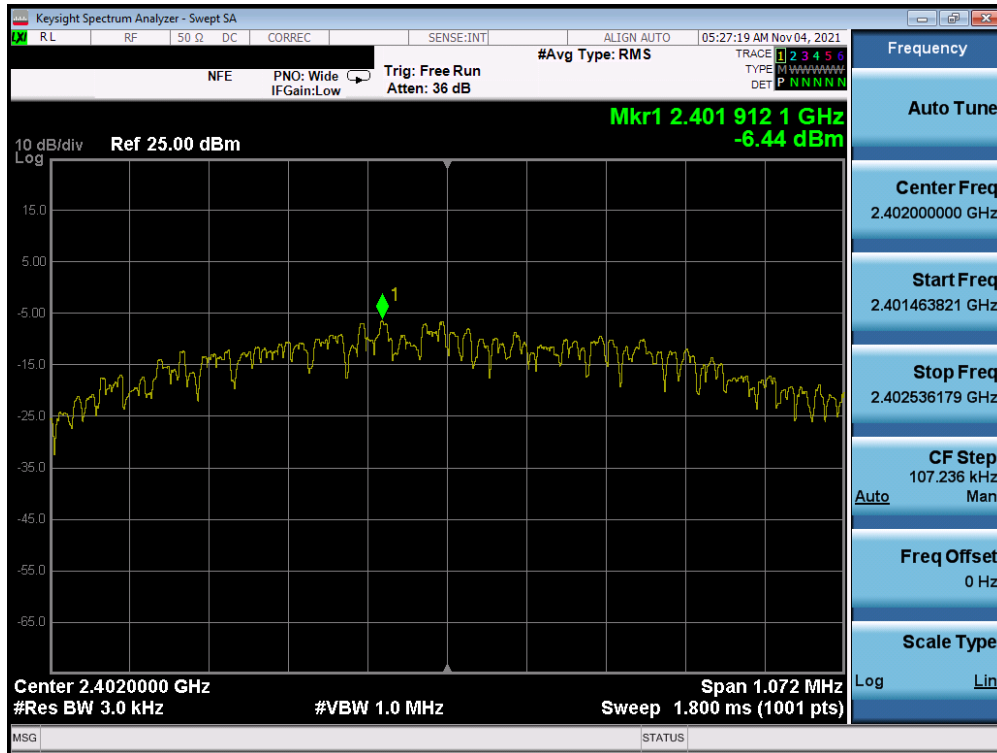 Keysight Spectrum Analyzer - Swept SA
LXI RL RF 50 Ω DC CORREC SENSE:INT ALIGN AUTO 05:27:19 AM Nov 04, 2021
NFE PNO: Wide Trig: Free Run #Avg Type: RMS TRACE 1 2 3 4 5 6
IFGain:Low Atten: 36 dB TYPE M WWWWW
DET P N N N N N
Frequency
Mkr1 2.401 912 1 GHz
-6.44 dBm
10 dB/div Ref 25.00 dBm
Log
15.0
5.00
1
-5.00
-15.0
-25.0
-35.0
-45.0
-55.0
-65.0
Center 2.4020000 GHz Span 1.072 MHz
#Res BW 3.0 kHz #VBW 1.0 MHz Sweep 1.800 ms (1001 pts)
Auto Tune
Center Freq
2.402000000 GHz
Start Freq
2.401463821 GHz
Stop Freq
2.402536179 GHz
CF Step
107.236 kHz
Auto Man
Freq Offset
0 Hz
Scale Type
Log Lin
MSG STATUS